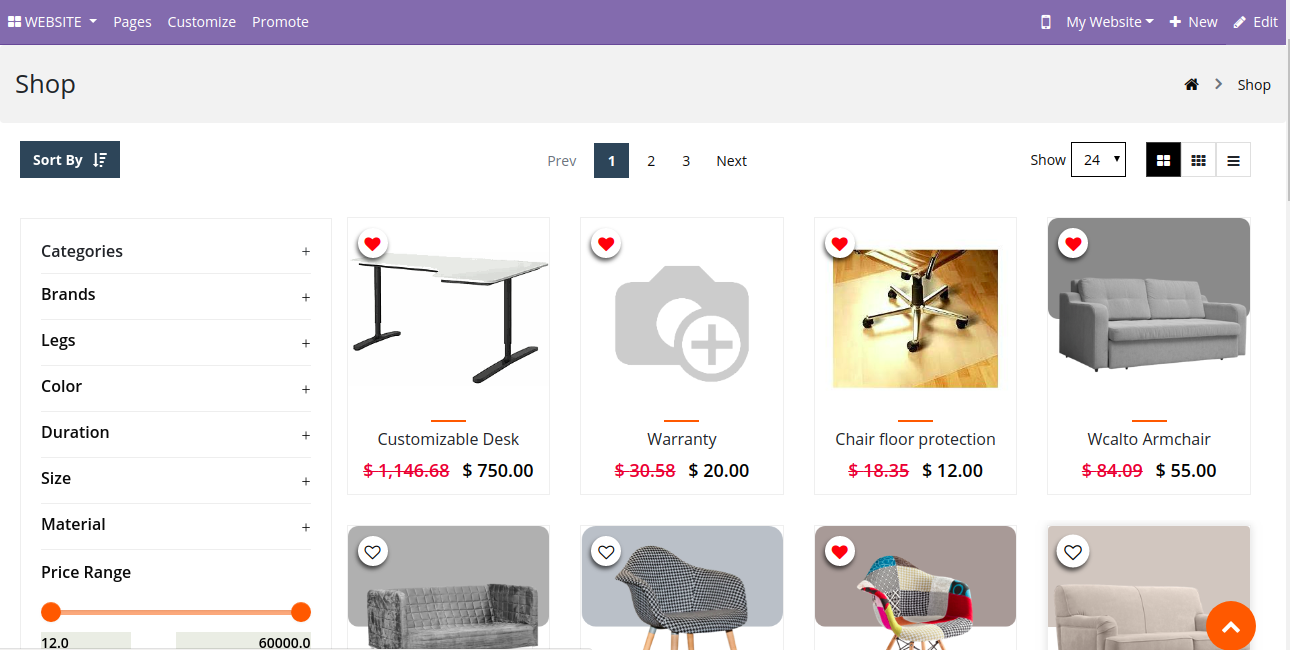 WEBSITE Pages Customize Promote My Website New Edit
Shop
Shop
Sort By Prev 1 2 3 Next Show 24
Categories +
Brands +
Legs +
Color +
Duration +
Size +
Material +
Price Range
12.0 60000.0
Customizable Desk
$ 1,146.68 $ 750.00
Warranty
$ 30.58 $ 20.00
Chair floor protection
$ 18.35 $ 12.00
Wcalto Armchair
$ 84.09 $ 55.00